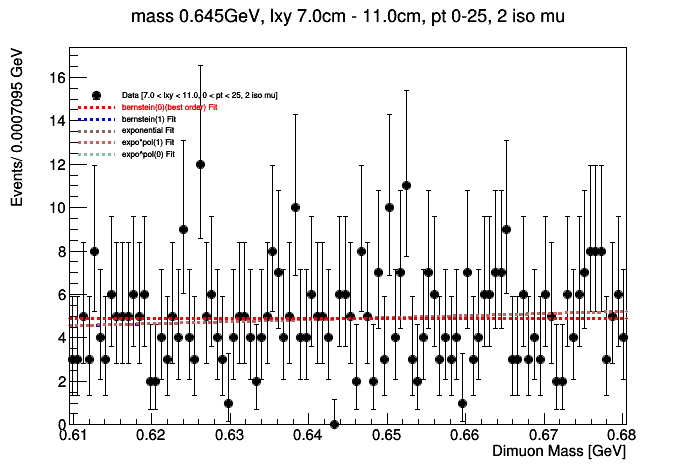 mass 0.645GeV, lxy 7.0cm - 11.0cm, pt 0-25, 2 iso mu
Events/ 0.0007095 GeV
16
14
12
10
8
6
4
2
0
Data [7.0 < lxy < 11.0, 0 < pt < 25, 2 iso mu]
bernstein(0)(best order) Fit
bernstein(1) Fit
exponential Fit
expo*pol(1) Fit
expo^pol(0) Fit
0.61 0.62 0.63 0.64 0.65 0.66 0.67 0.68
Dimuon Mass [GeV]